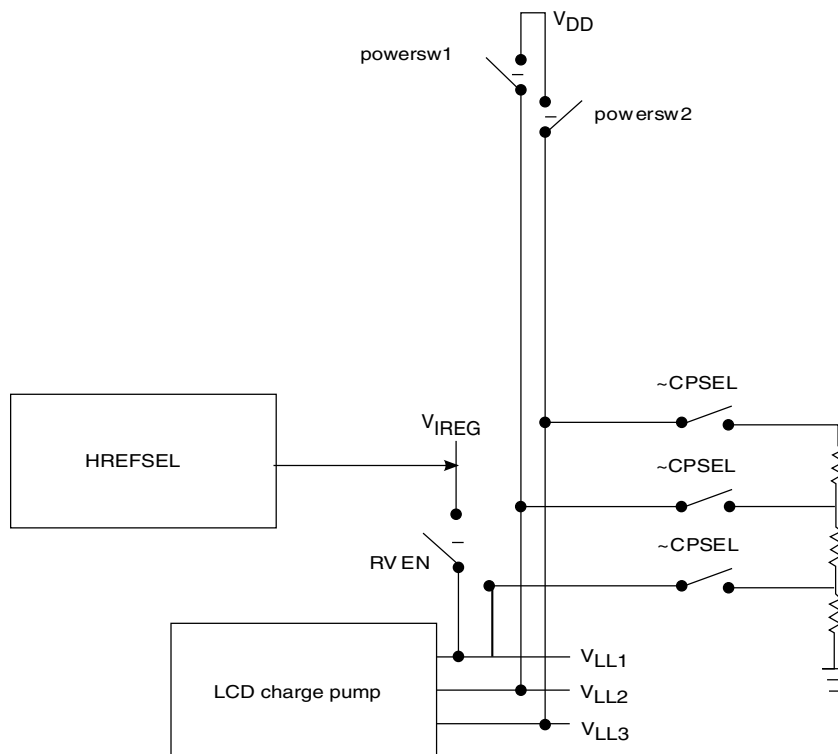 VDD
powersw1
powersw2
~CPSEL
VIREG
HREFSEL
~CPSEL
~CPSEL
RVEN
VLL1
LCD charge pump
VLL2
VLL3